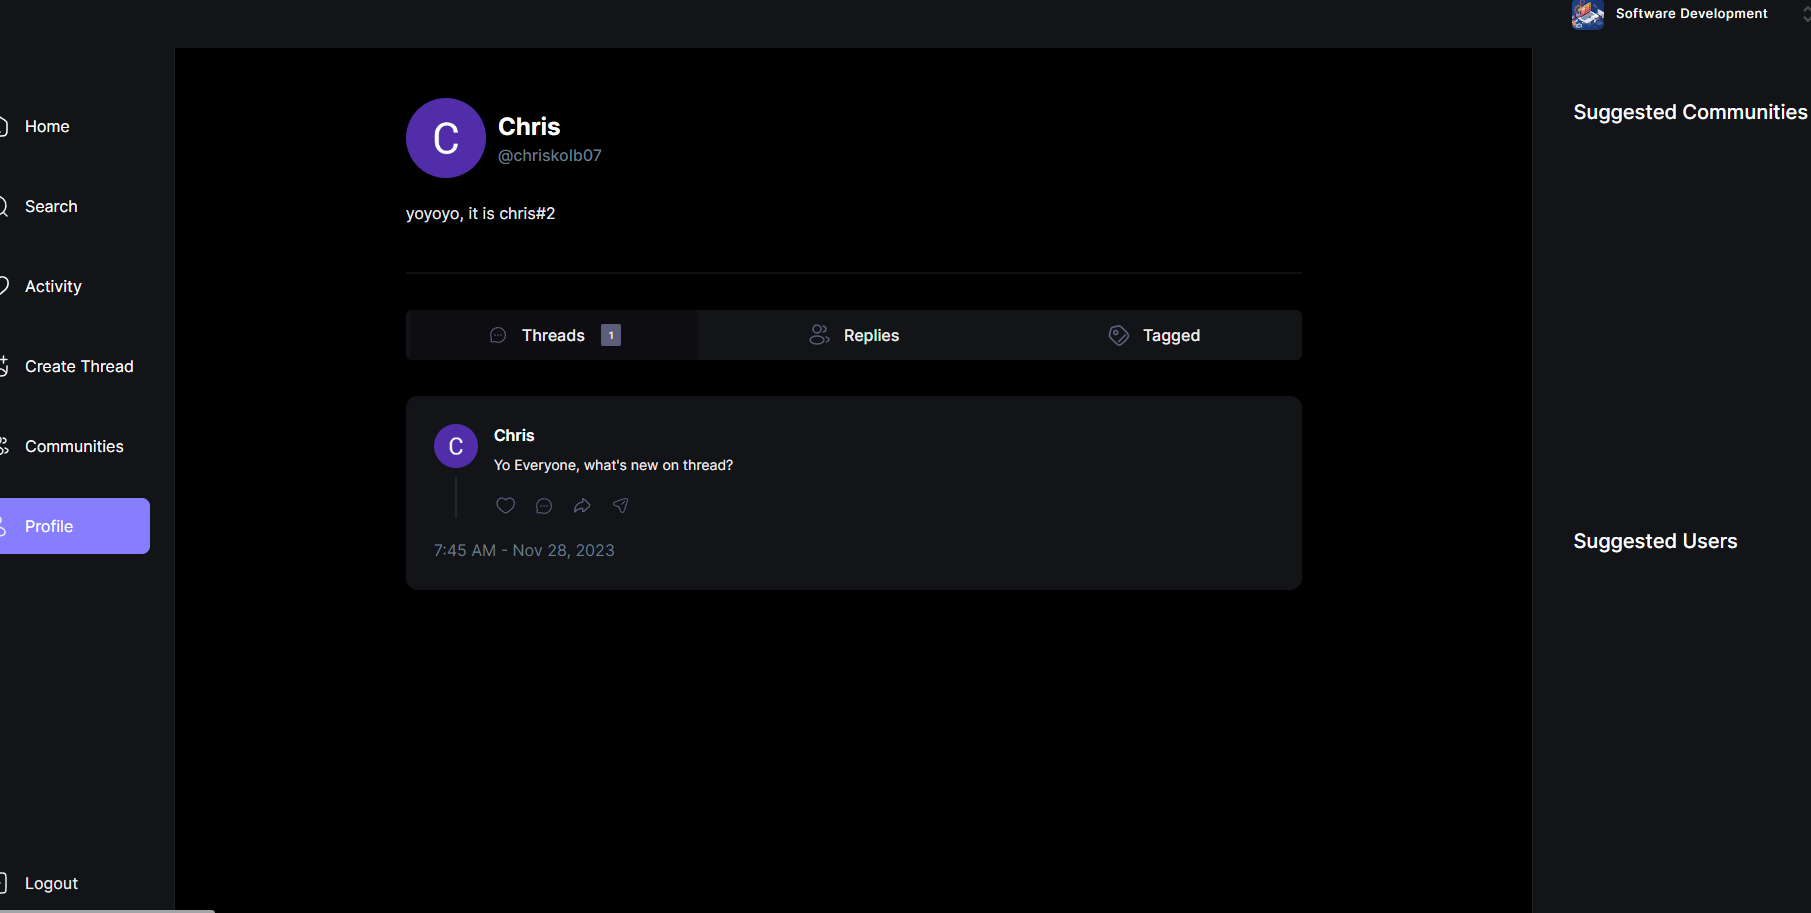 Software Development
Home
Search
Activity
Create Thread
Communities
Profile
Logout
C
Chris
@chriskolb07
yoyoyo, it is chris#2
Threads 1
Replies
Tagged
C
Chris
Yo Everyone, what's new on thread?
7:45 AM - Nov 28, 2023
Suggested Communities
Suggested Users